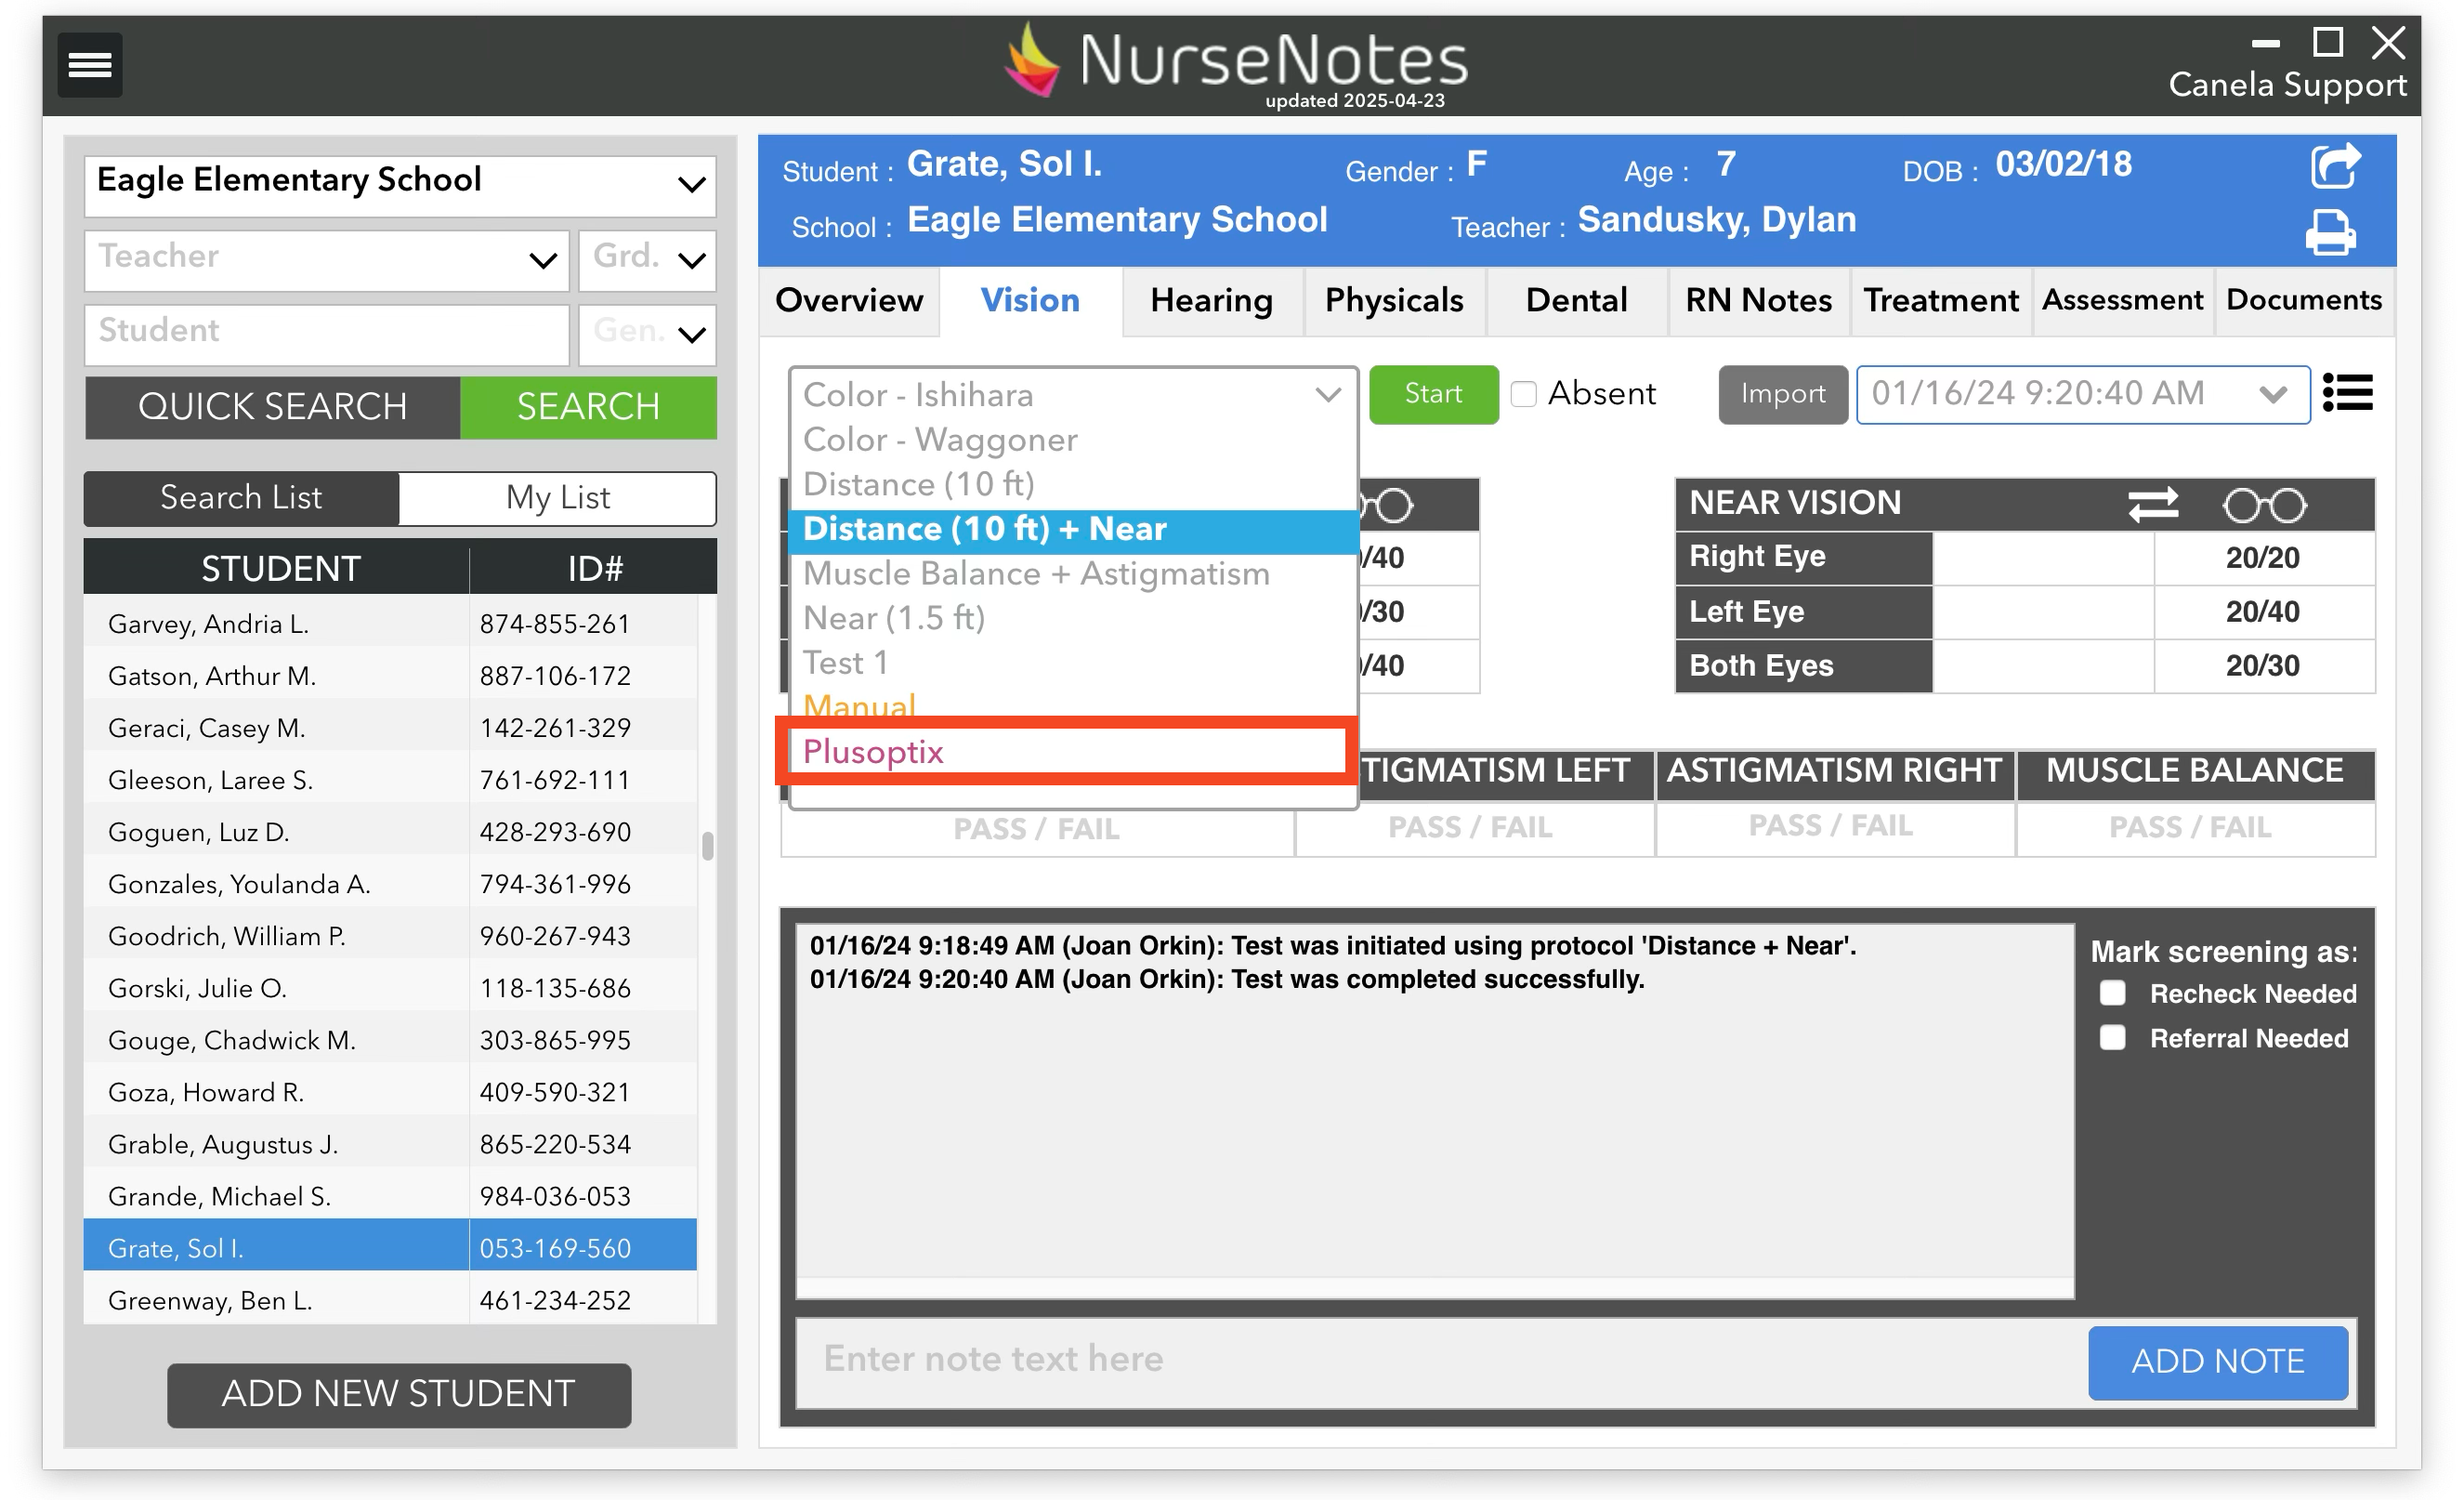 NurseNotes
updated 2025-04-23
Canela Support
Eagle Elementary School
Teacher
Grd.
Student
Gen.
QUICK SEARCH
SEARCH
Search List
My List
STUDENT ID#
Garvey, Andria L. 874-855-261
Gatson, Arthur M. 887-106-172
Geraci, Casey M. 142-261-329
Gleeson, Laree S. 761-692-111
Goguen, Luz D. 428-293-690
Gonzales, Youlanda A. 794-361-996
Goodrich, William P. 960-267-943
Gorski, Julie O. 118-135-686
Gouge, Chadwick M. 303-865-995
Goza, Howard R. 409-590-321
Grable, Augustus J. 865-220-534
Grande, Michael S. 984-036-053
Grate, Sol I. 053-169-560
Greenway, Ben L. 461-234-252
ADD NEW STUDENT
Student : Grate, Sol I. Gender : F Age : 7 DOB : 03/02/18
School : Eagle Elementary School Teacher : Sandusky, Dylan
Overview Vision Hearing Physicals Dental RN Notes Treatment Assessment Documents
Color - Ishihara
Color - Waggoner
Distance (10 ft)
Distance (10 ft) + Near
Muscle Balance + Astigmatism
Near (1.5 ft)
Test 1
Manual
Plusoptix
Start
Absent
Import
01/16/24 9:20:40 AM
/40
/30
/40
NEAR VISION
Right Eye 20/20
Left Eye 20/40
Both Eyes 20/30
TIGMATISM LEFT ASTIGMATISM RIGHT MUSCLE BALANCE
PASS / FAIL PASS / FAIL PASS / FAIL PASS / FAIL
01/16/24 9:18:49 AM (Joan Orkin): Test was initiated using protocol 'Distance + Near'.
01/16/24 9:20:40 AM (Joan Orkin): Test was completed successfully.
Mark screening as:
Recheck Needed
Referral Needed
Enter note text here
ADD NOTE